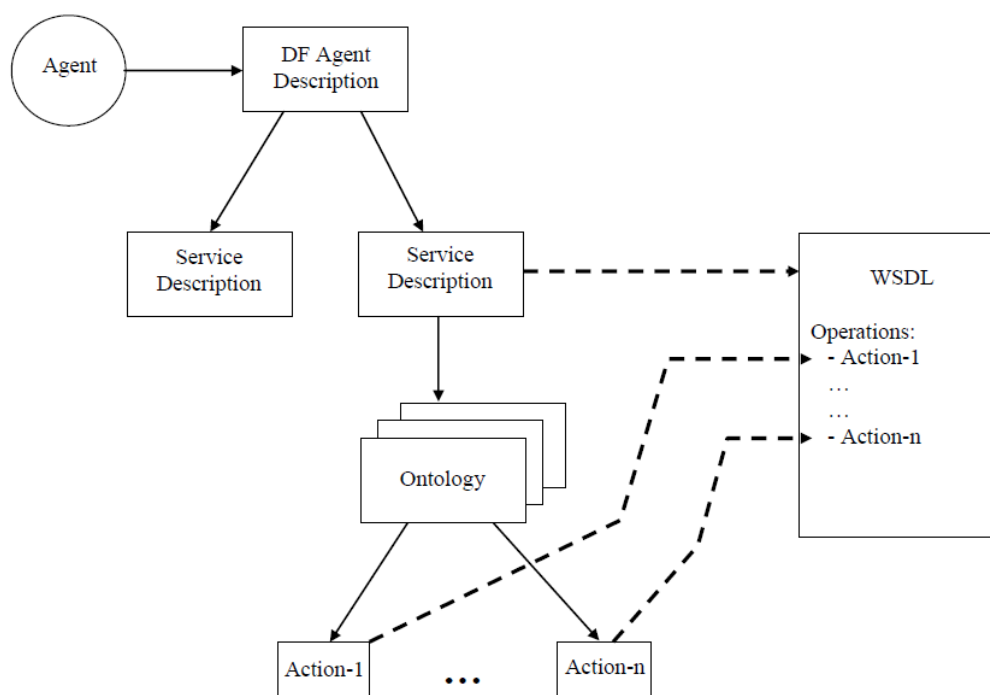 Agent
DF Agent
Description
Service
Description
Service
Description
WSDL
Operations:
- Action-1
…
…
- Action-n
Ontology
Action-1
...
Action-n